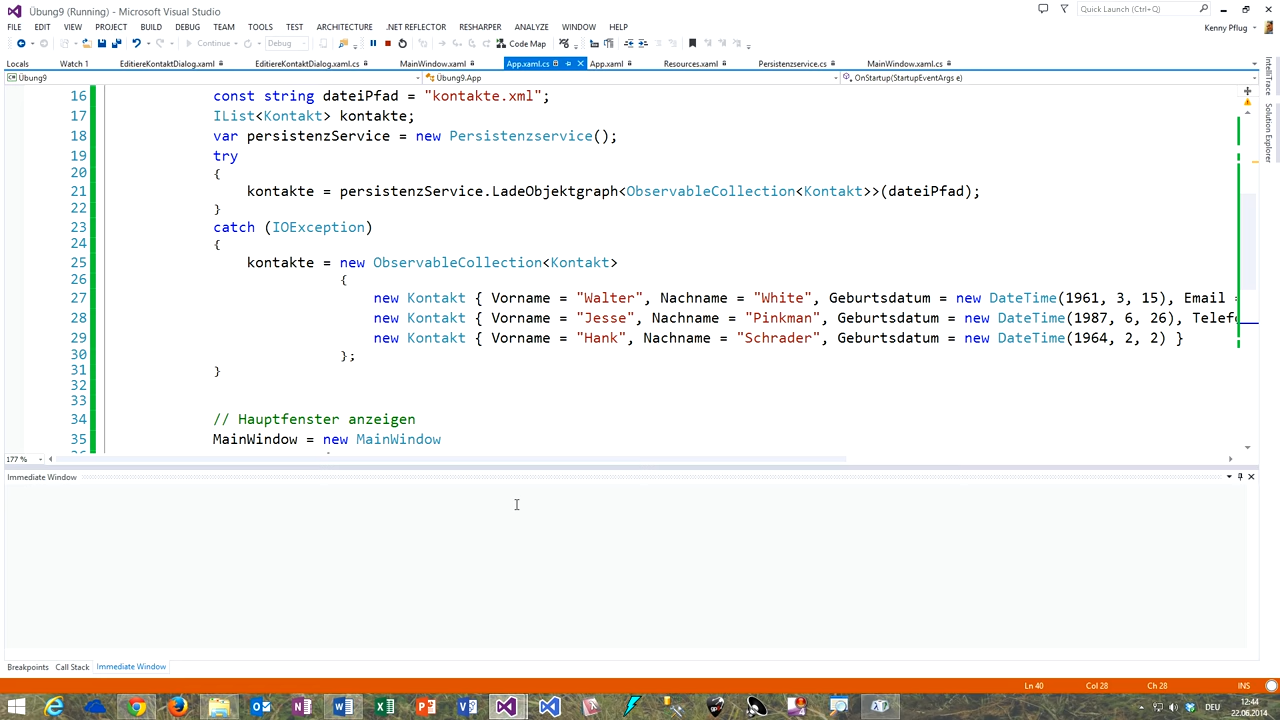 Übung9 (Running) - Microsoft Visual Studio
Quick Launch (Ctrl+Q)
FILE EDIT VIEW PROJECT BUILD DEBUG TEAM TOOLS TEST ARCHITECTURE .NET REFLECTOR RESHARPER ANALYZE WINDOW HELP
Kenny Pflug
Continue Debug Code Map
Locals Watch 1 EditiereKontaktDialog.xaml EditiereKontaktDialog.xaml.cs MainWindow.xaml App.xaml.cs App.xaml Resources.xaml Persistenzservice.cs MainWindow.xaml.cs
Übung9 Übung9.App OnStartup(StartupEventArgs e)
16 const string dateiPfad = "kontakte.xml";
17 IList<Kontakt> kontakte;
18 var persistenzService = new Persistenzservice();
19 try
20 {
21 kontakte = persistenzService.LadeObjektgraph<ObservableCollection<Kontakt>>(dateiPfad);
22 }
23 catch (IOException)
24 {
25 kontakte = new ObservableCollection<Kontakt>
26 {
27 new Kontakt { Vorname = "Walter", Nachname = "White", Geburtsdatum = new DateTime(1961, 3, 15), Email =
28 new Kontakt { Vorname = "Jesse", Nachname = "Pinkman", Geburtsdatum = new DateTime(1987, 6, 26), Telef
29 new Kontakt { Vorname = "Hank", Nachname = "Schrader", Geburtsdatum = new DateTime(1964, 2, 2) }
30 };
31 }
32
33
34 // Hauptfenster anzeigen
35 MainWindow = new MainWindow
177 %
Immediate Window
Breakpoints Call Stack Immediate Window
Ln 40 Col 28 Ch 28 INS
DEU 12:44
22.06.2014
IntelliTrace
Solution Explorer